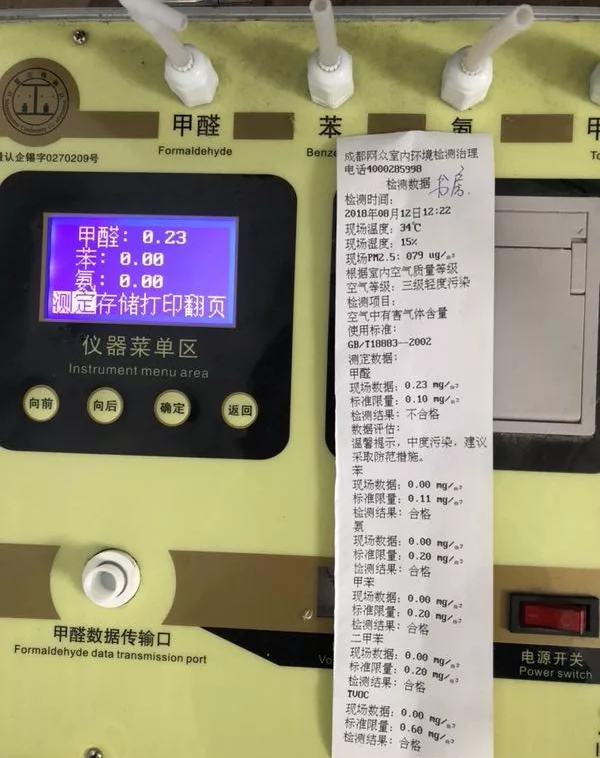 甲醛
Formaldehyde
苯
Benze
氨
量认企锡字0270209号
甲醛: 0.23
苯: 0.00
氨: 0.00
测定存储打印翻页
仪器菜单区
Instrument menu area
向前
向后
确定
返回
甲醛数据传输口
Formaldehyde data transmission port
成都网众室内环境检测治理
电话4000285998
检测数据 书房
检测时间:
2018年08月12日12:22
现场温度: 34℃
现场湿度: 15%
现场PM2.5: 079 ug/m³
根据室内空气质量等级
空气等级: 三级轻度污染
检测项目:
空气中有害气体含量
使用标准:
GB/T18883--2002
测定数据:
甲醛
现场数据: 0.23 mg/m³
标准限量: 0.10 mg/m³
检测结果: 不合格
数据评估:
温馨提示, 中度污染, 建议
采取防范措施。
苯
现场数据: 0.00 mg/m³
标准限量: 0.11 mg/m³
检测结果: 合格
氨
现场数据: 0.00 mg/m³
标准限量: 0.20 mg/m³
检测结果: 合格
甲苯
现场数据: 0.00 mg/m³
标准限量: 0.20 mg/m³
检测结果: 合格
二甲苯
现场数据: 0.00 mg/m³
标准限量: 0.20 mg/m³
检测结果: 合格
TVOC
现场数据: 0.00 mg/m³
标准限量: 0.60 mg/m³
检测结果: 合格
电源开关
Power switch